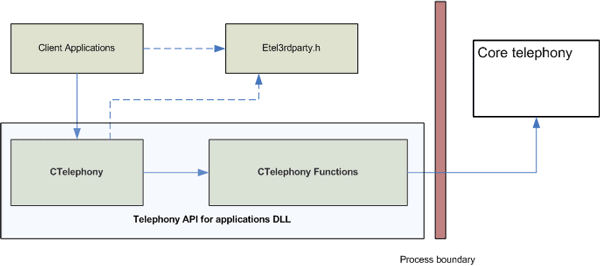 Client Applications
Etel3rdparty.h
Core telephony
CTelephony
CTelephony Functions
Telephony API for applications DLL
Process boundary